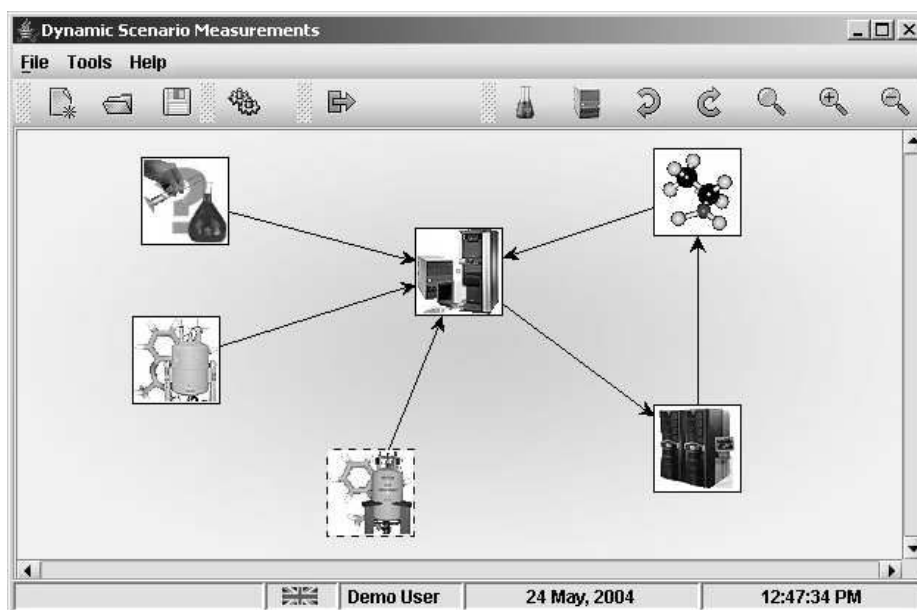 Dynamic Scenario Measurements
File Tools Help
Demo User 24 May, 2004 12:47:34 PM